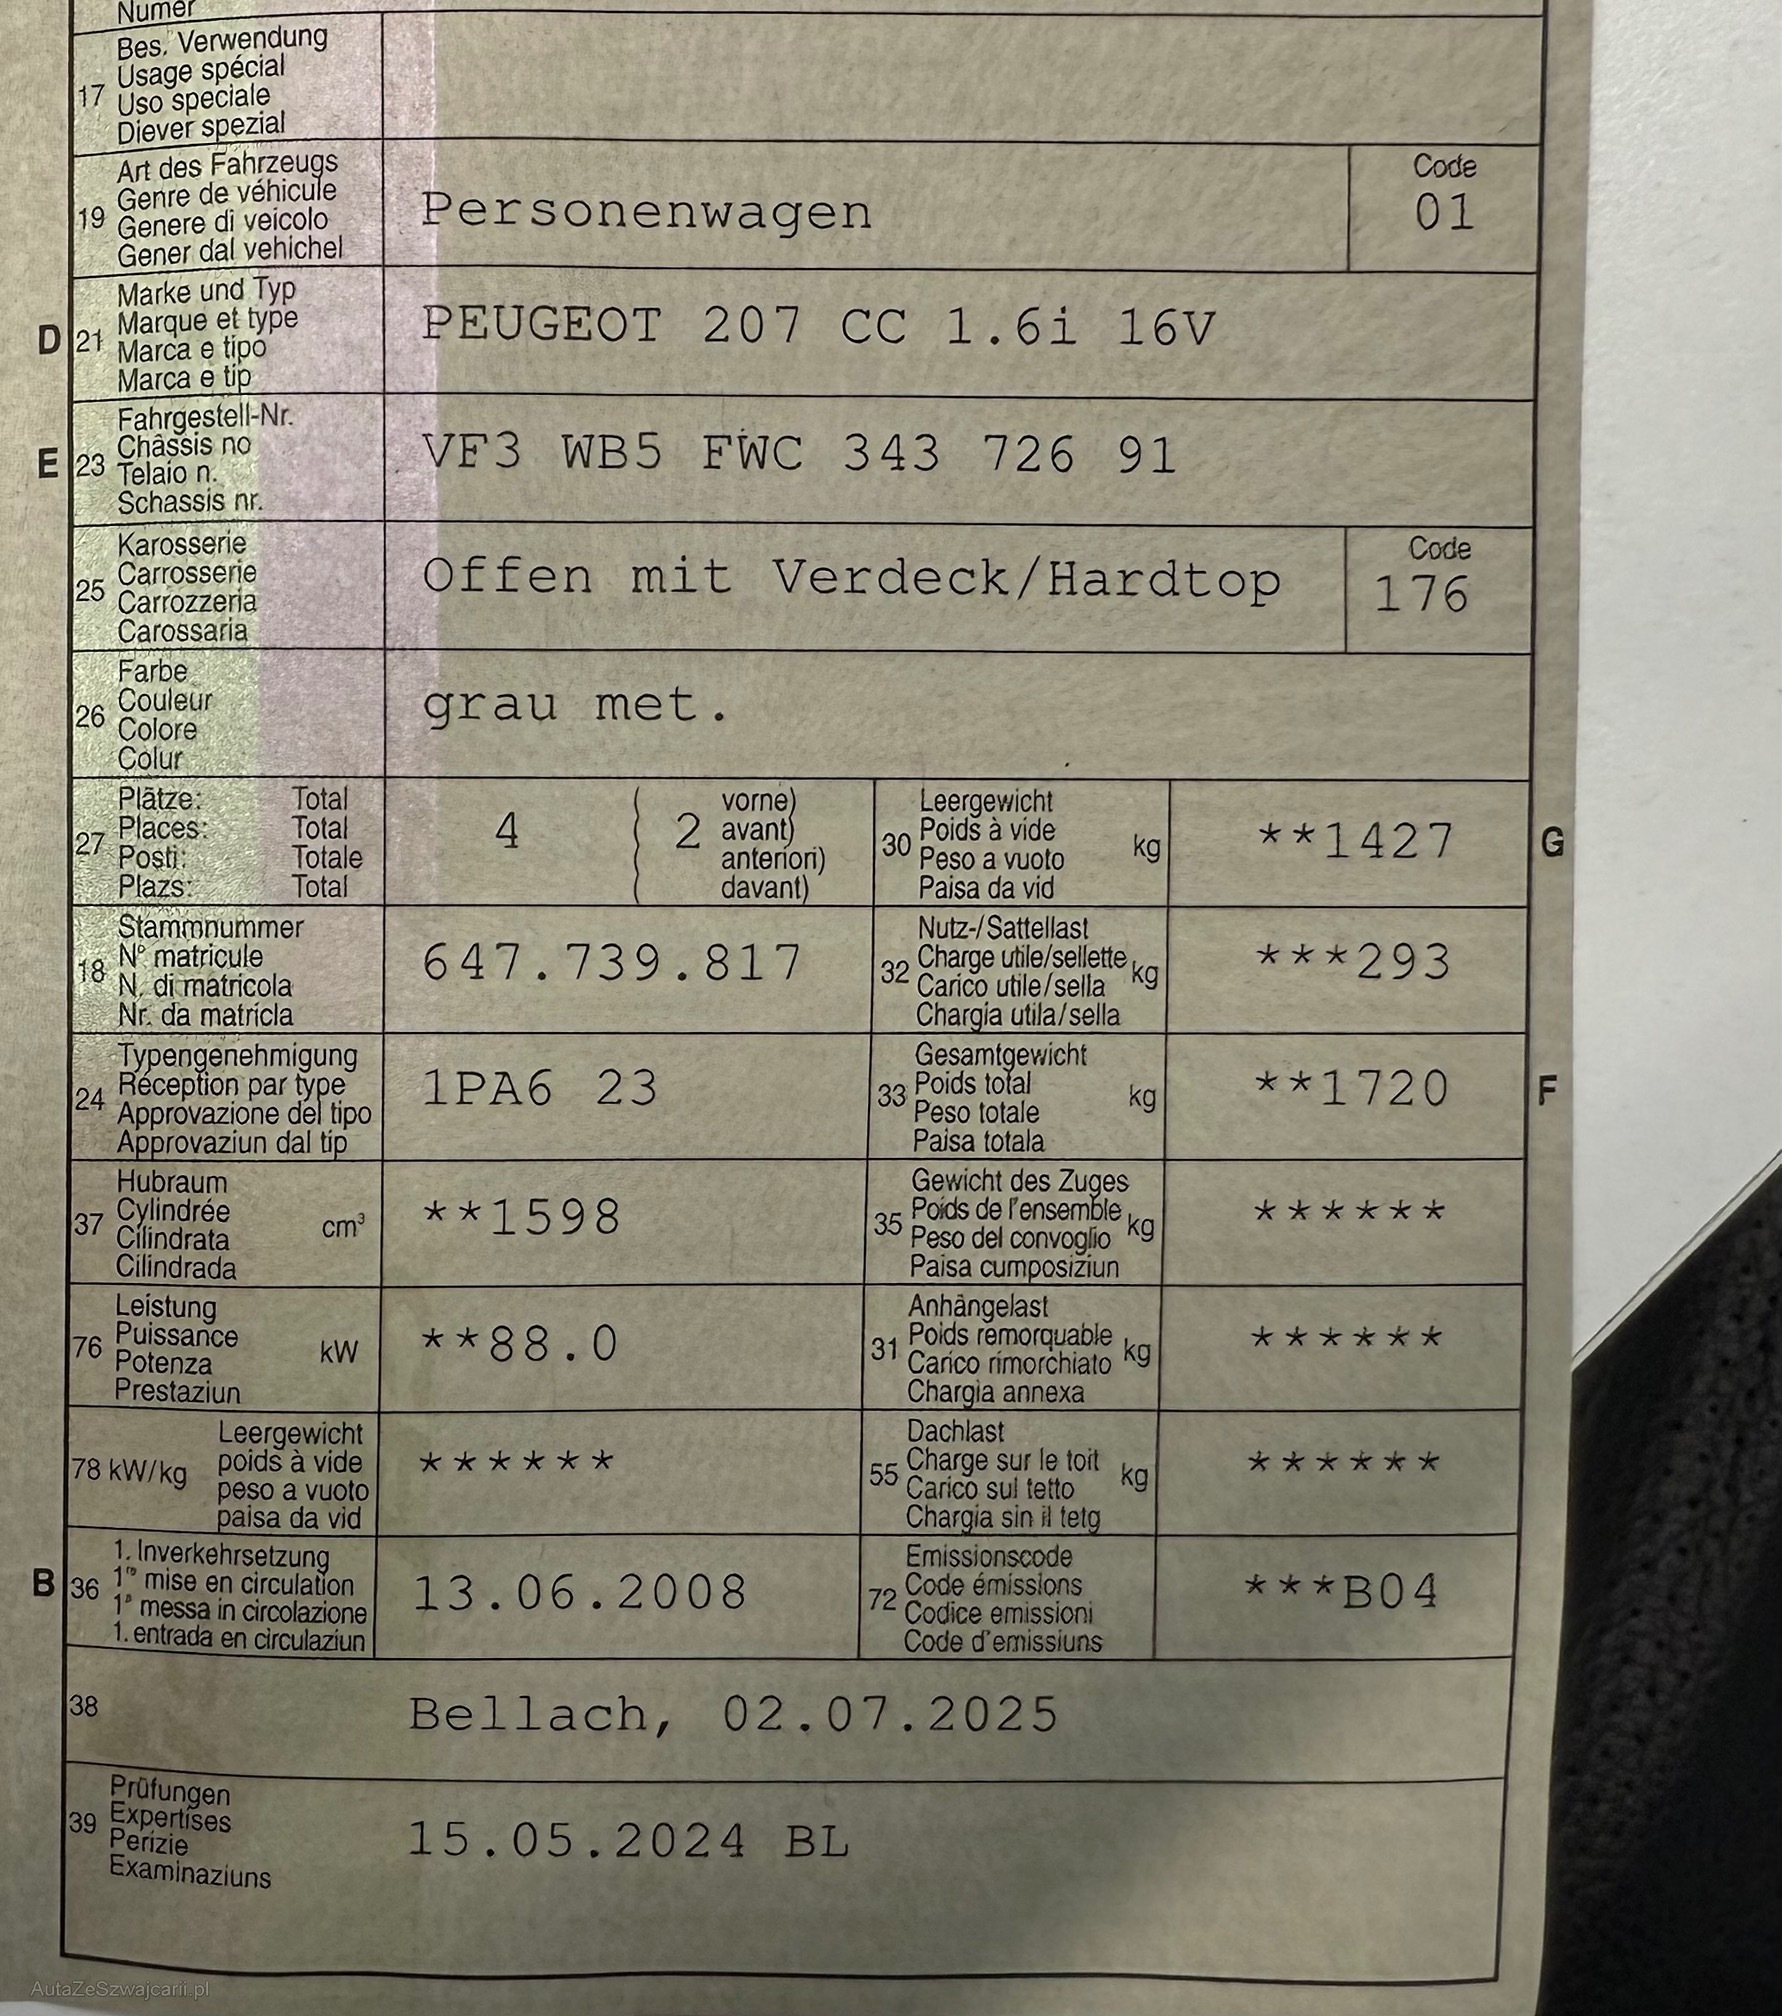 Numer
17 Bes. Verwendung
Usage spécial
Uso speciale
Diever spezial
19 Art des Fahrzeugs
Genre de véhicule
Genere di veicolo
Gener dal vehichel
Personenwagen
Code
01
D 21 Marke und Typ
Marque et type
Marca e tipo
Marca e tip
PEUGEOT 207 CC 1.6i 16V
E 23 Fahrgestell-Nr.
Châssis no
Telaio n.
Schassis nr.
VF3 WB5 FWC 343 726 91
25 Karosserie
Carrosserie
Carrozzeria
Carossaria
Offen mit Verdeck/Hardtop
Code
176
26 Farbe
Couleur
Colore
Colur
grau met.
27 Plätze: Total
Places: Total
Posti: Totale
Plazs: Total
4 ( 2 vorne)
( avant)
( anteriori)
( davant)
30 Leergewicht
Poids à vide kg
Peso a vuoto
Paisa da vid
**1427 G
18 Stammnummer
N° matricule
N. di matricola
Nr. da matricla
647.739.817
32 Nutz-/Sattellast
Charge utile/sellette kg
Carico utile/sella
Chargia utila/sella
***293
24 Typengenehmigung
Réception par type
Approvazione del tipo
Approvaziun dal tip
1PA6 23
33 Gesamtgewicht
Poids total kg
Peso totale
Paisa totala
**1720 F
37 Hubraum
Cylindrée cm³
Cilindrata
Cilindrada
**1598
35 Gewicht des Zuges
Poids de l'ensemble kg
Peso del convoglio
Paisa cumposiziun
******
76 Leistung
Puissance kW
Potenza
Prestaziun
**88.0
31 Anhängelast
Poids remorquable kg
Carico rimorchiato
Chargia annexa
******
78 kW/kg Leergewicht
poids à vide
peso a vuoto
paisa da vid
******
55 Dachlast
Charge sur le toit kg
Carico sul tetto
Chargia sin il tetg
******
B 36 1. Inverkehrsetzung
1re mise en circulation
1a messa in circolazione
1. entrada en circulaziun
13.06.2008
72 Emissionscode
Code émissions
Codice emissioni
Code d'emissiuns
***B04
38 Bellach, 02.07.2025
39 Prüfungen
Expertises
Perizie
Examinaziuns
15.05.2024 BL
AutaZeSzwajcarii.pl